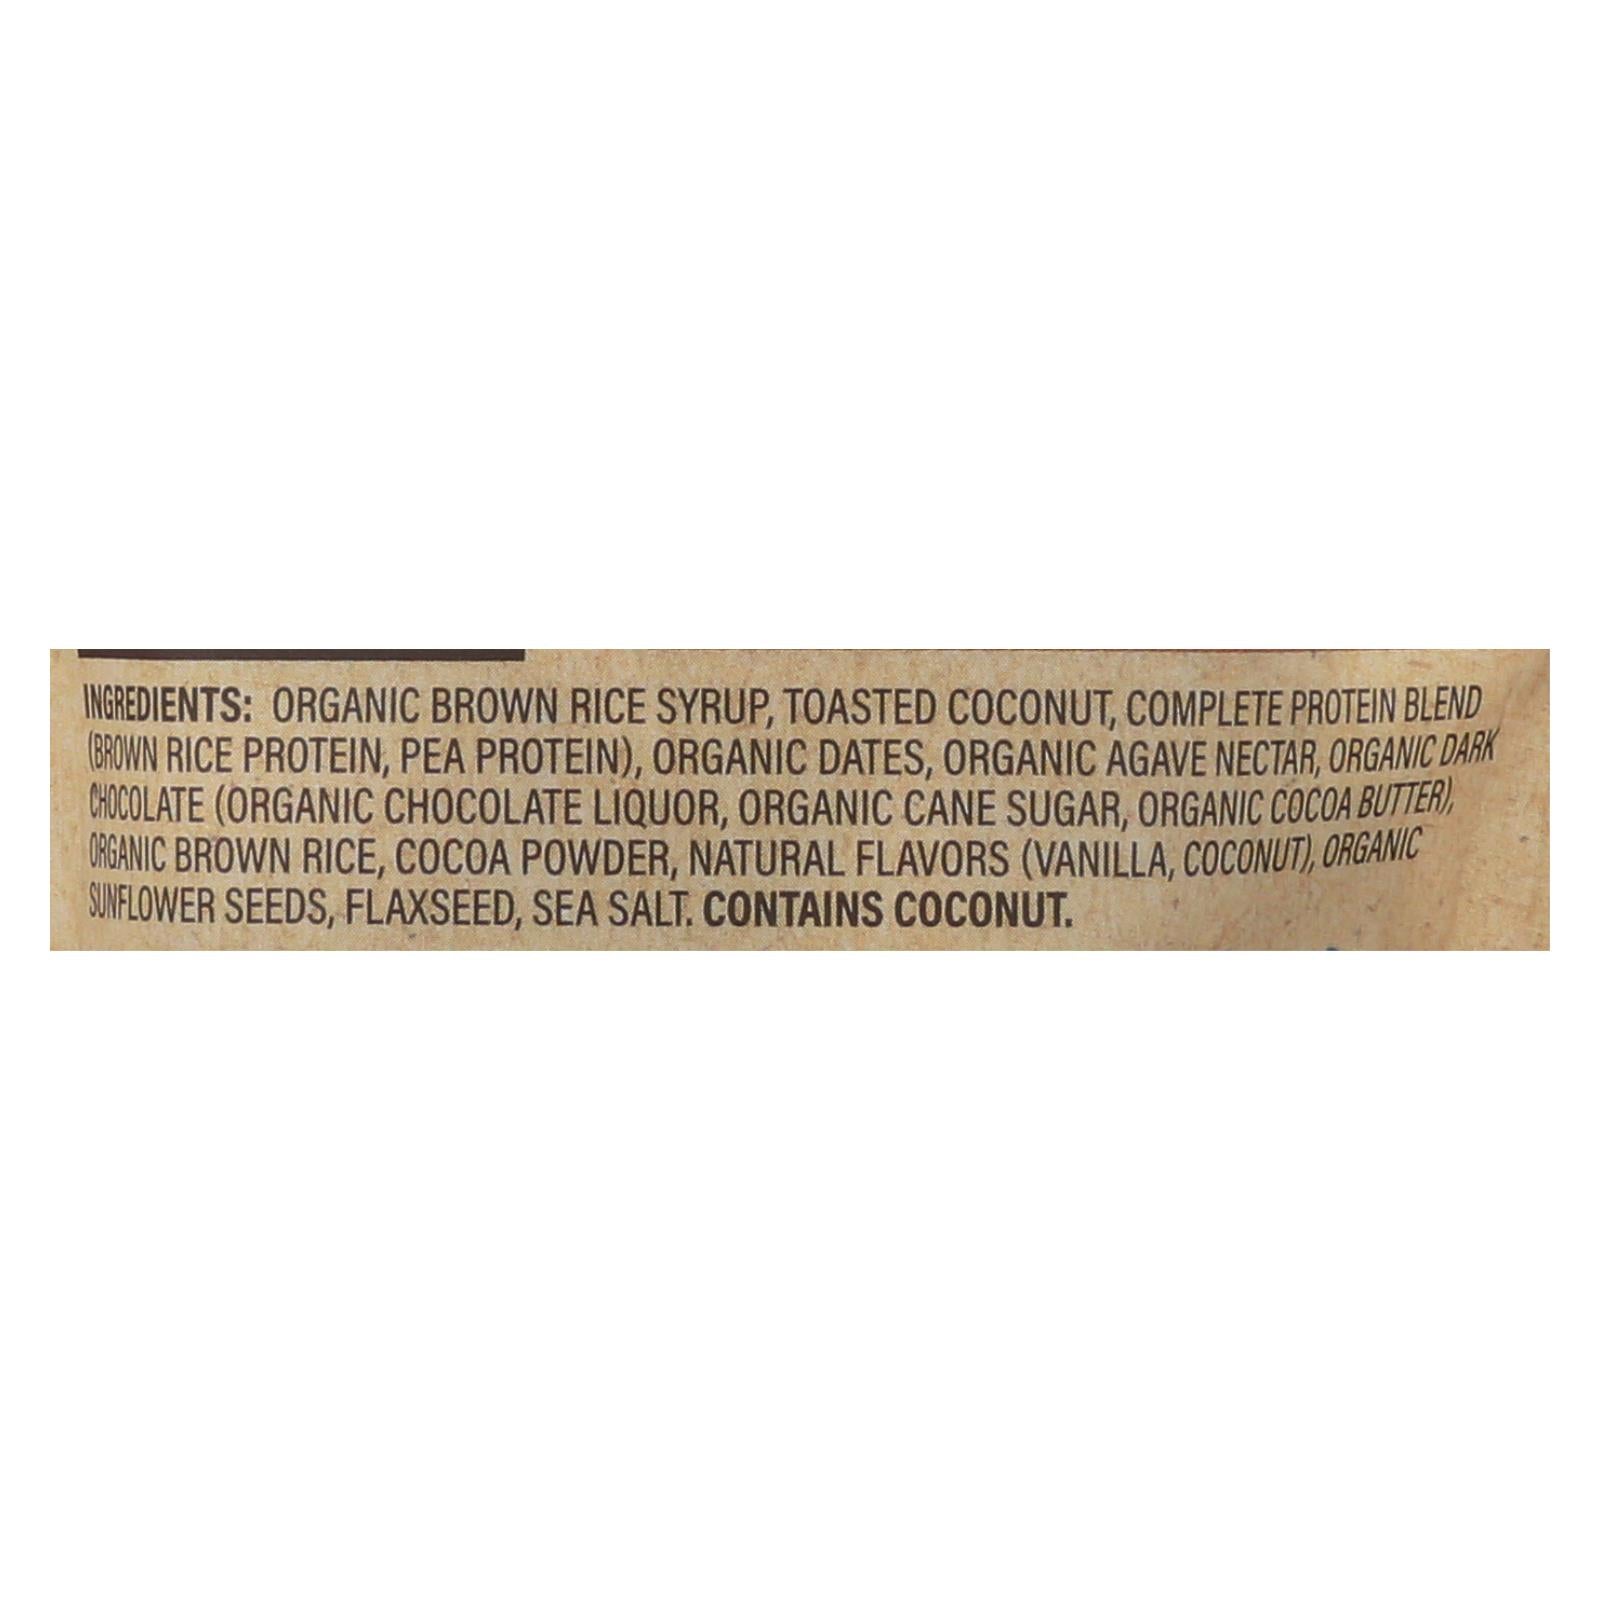 INGREDIENTS: ORGANIC BROWN RICE SYRUP, TOASTED COCONUT, COMPLETE PROTEIN BLEND
(BROWN RICE PROTEIN, PEA PROTEIN), ORGANIC DATES, ORGANIC AGAVE NECTAR, ORGANIC DARK
CHOCOLATE (ORGANIC CHOCOLATE LIQUOR, ORGANIC CANE SUGAR, ORGANIC COCOA BUTTER),
ORGANIC BROWN RICE, COCOA POWDER, NATURAL FLAVORS (VANILLA, COCONUT), ORGANIC
SUNFLOWER SEEDS, FLAXSEED, SEA SALT. CONTAINS COCONUT.